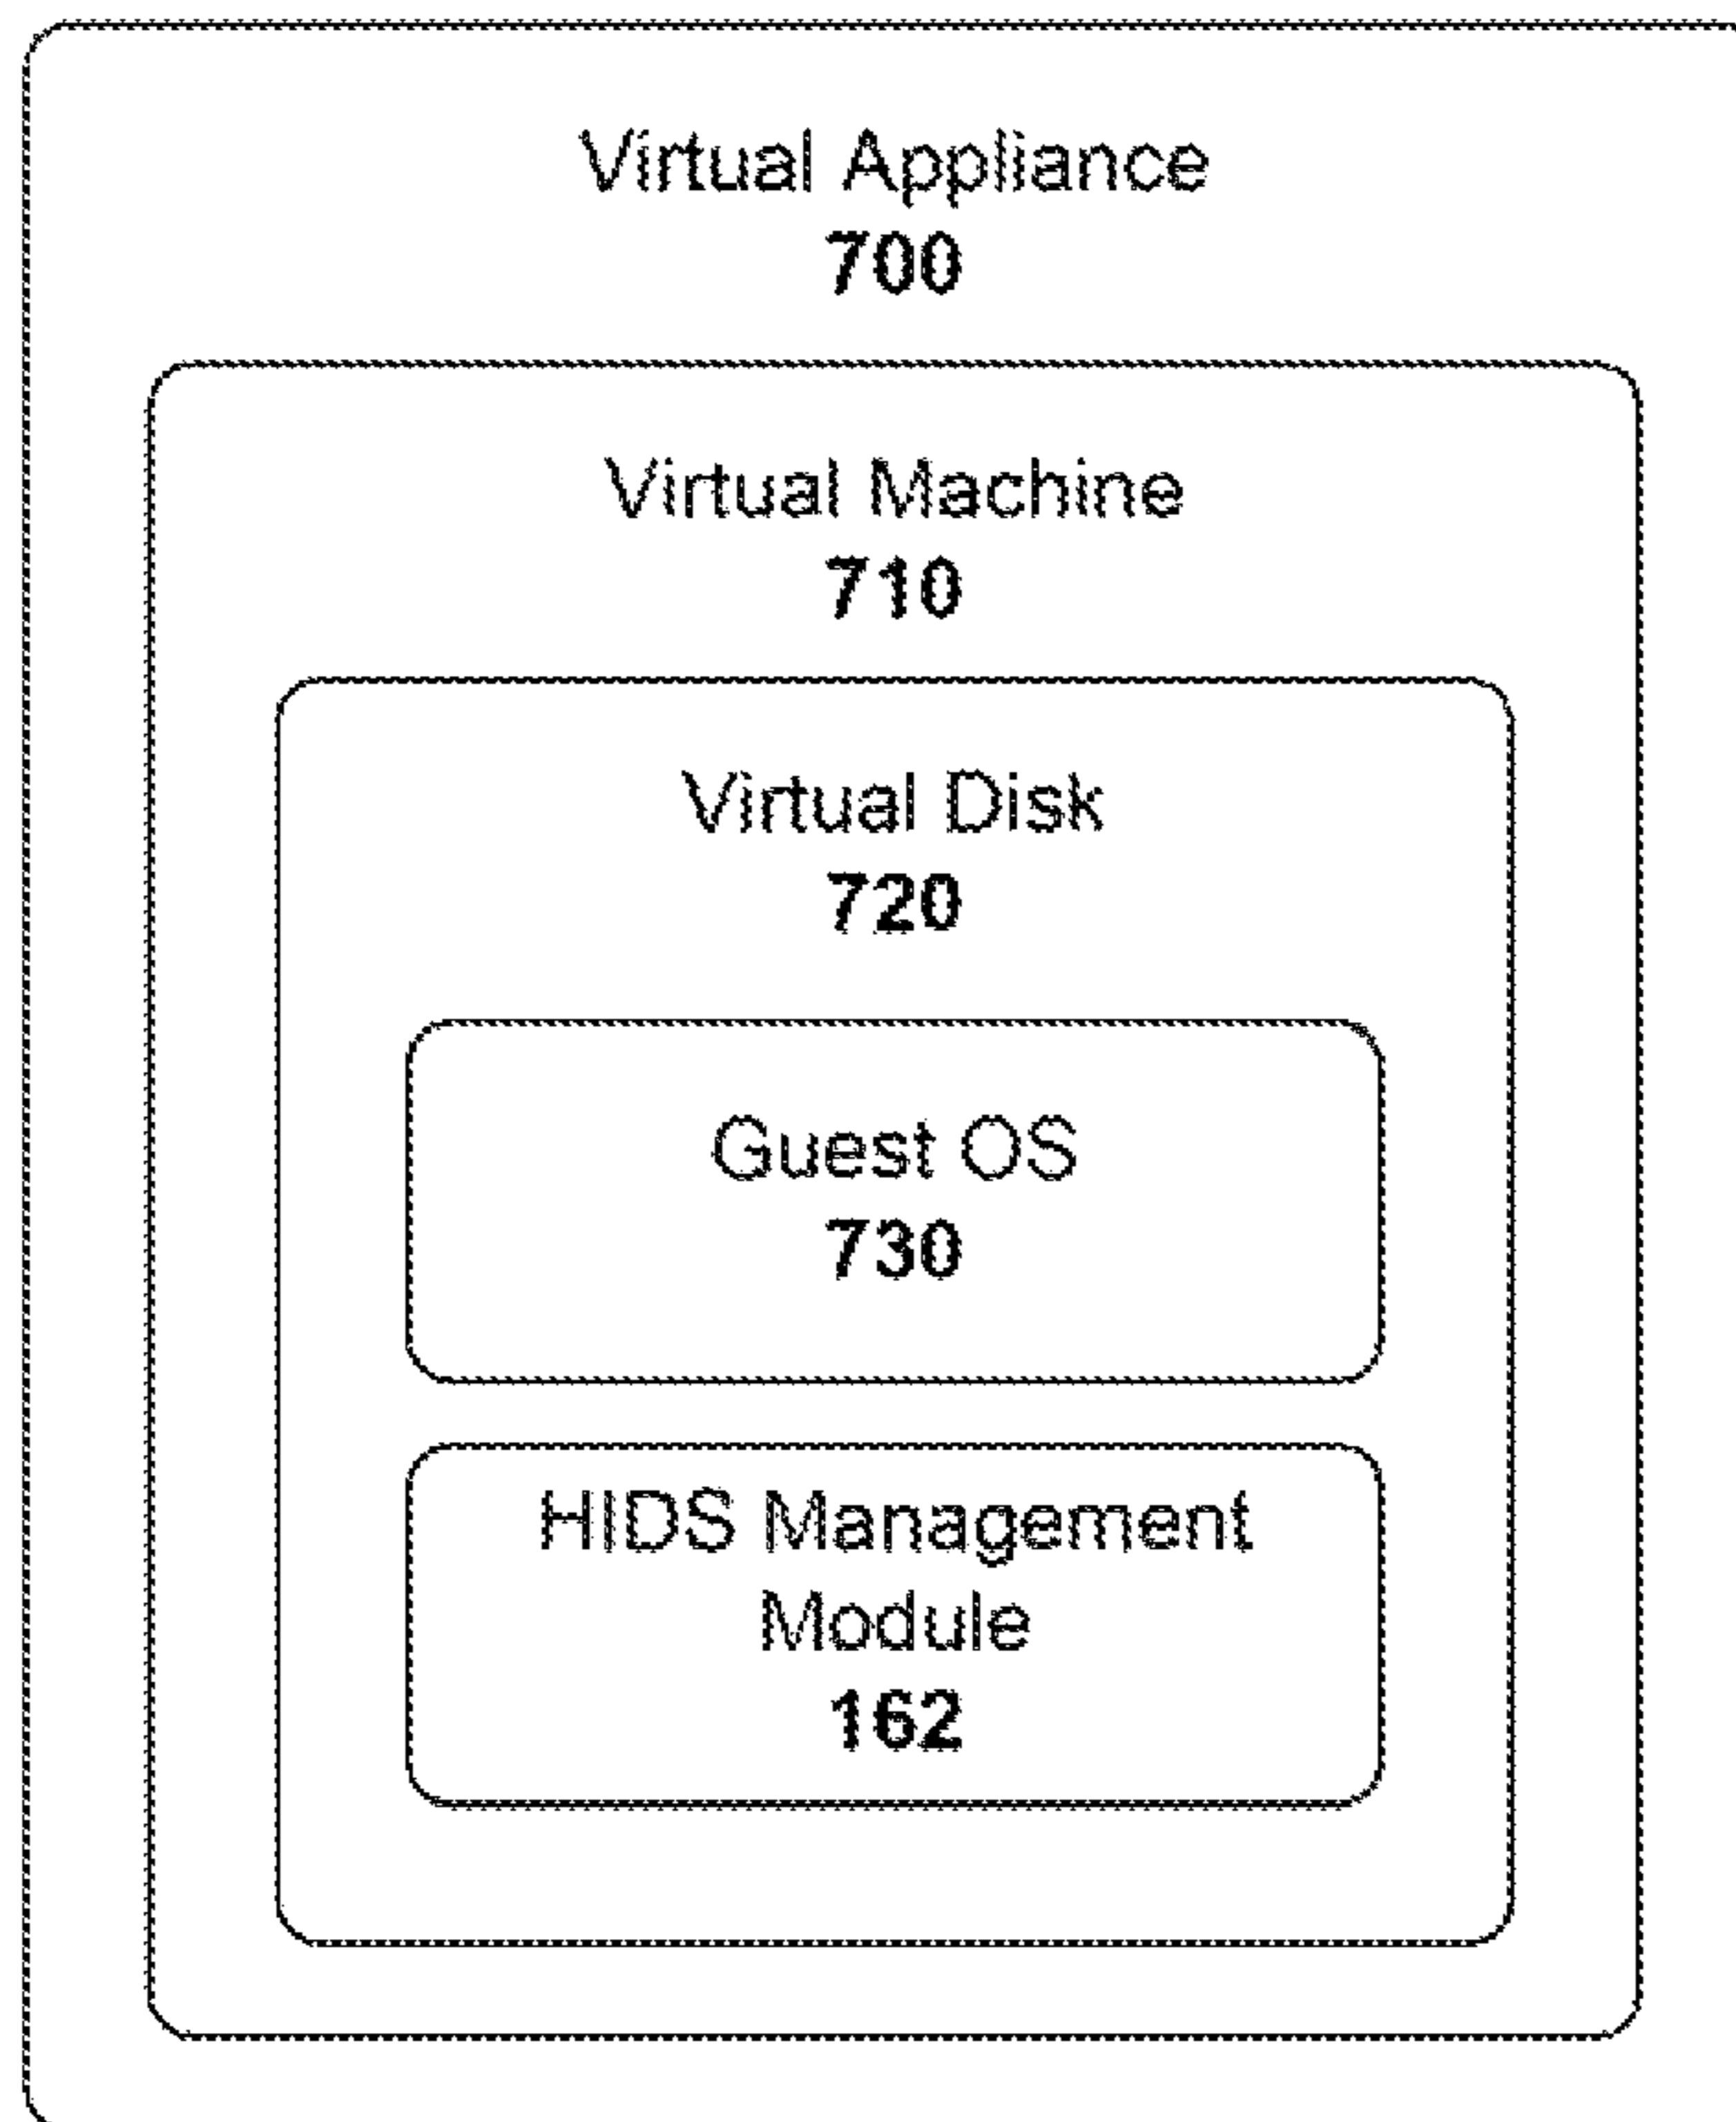 Virtual Appliance
700
Virtual Machine
710
Virtual Disk
720
Guest OS
730
HIDS Management
Module
162